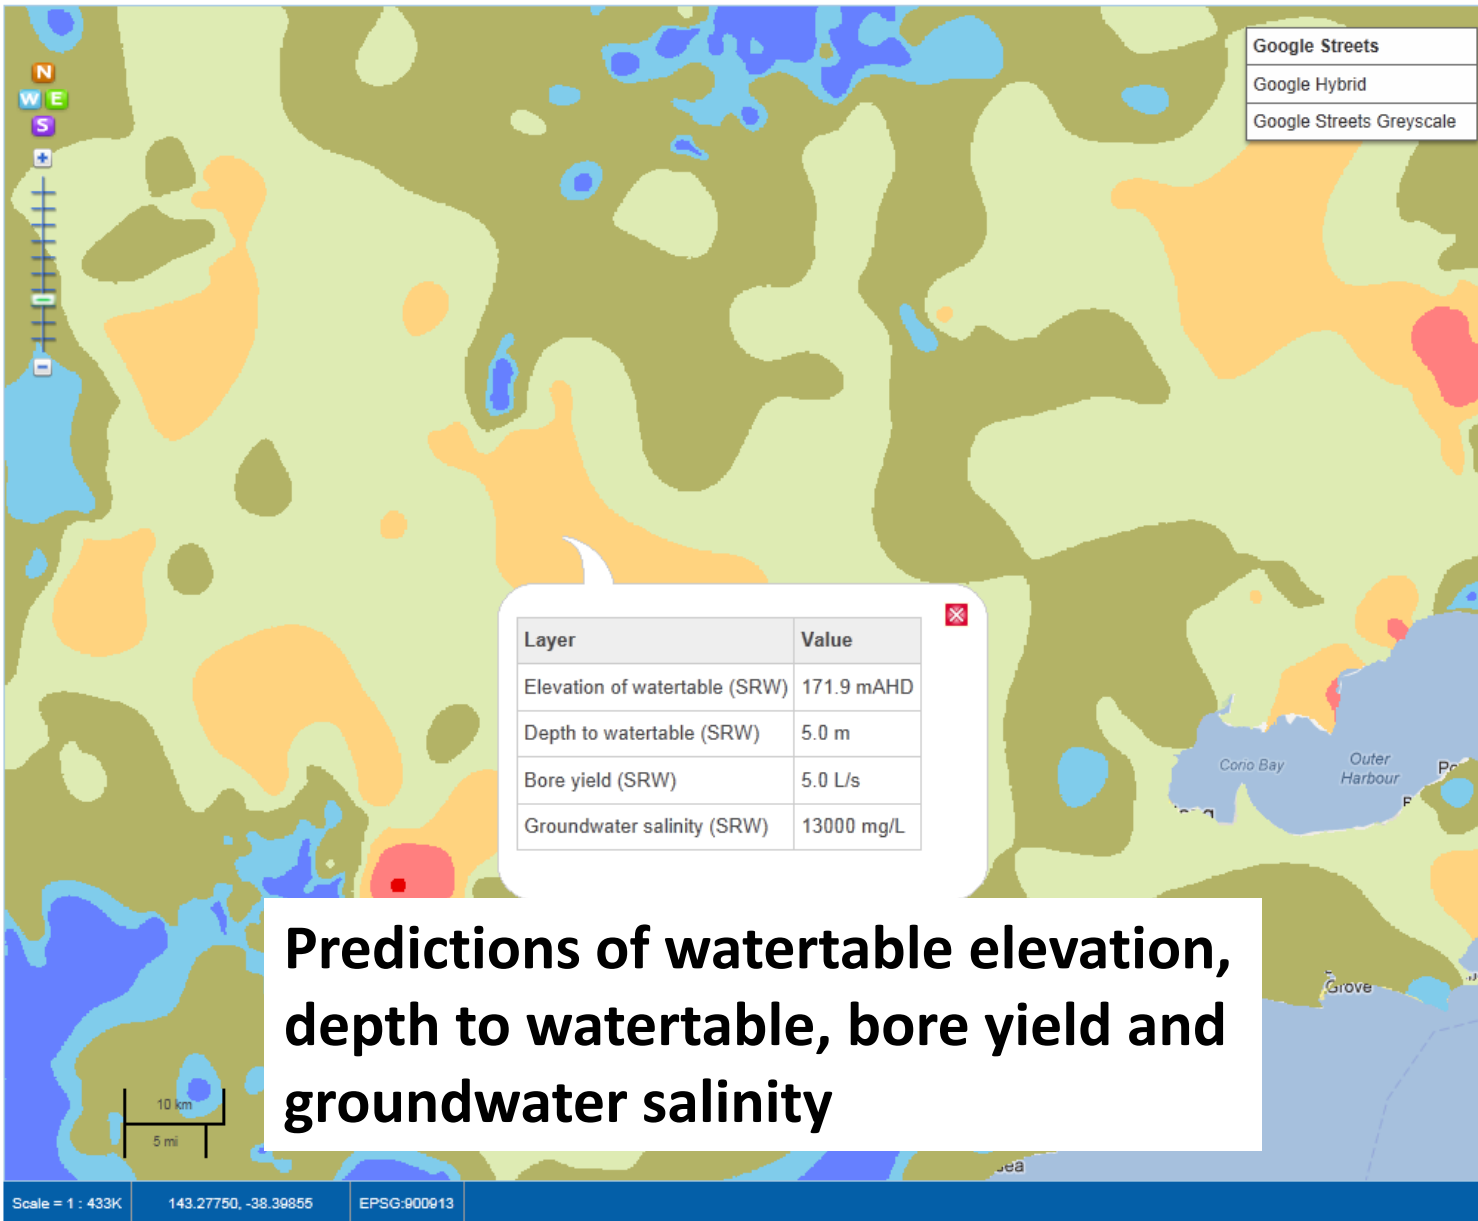 Google Streets
Google Hybrid
Google Streets Greyscale
N
W E
S
Layer Value
Elevation of watertable (SRW) 171.9 mAHD
Depth to watertable (SRW) 5.0 m
Bore yield (SRW) 5.0 L/s
Groundwater salinity (SRW) 13000 mg/L
Corio Bay
Outer
Harbour
Predictions of watertable elevation,
depth to watertable, bore yield and
groundwater salinity
Grove
10 km
5 mi
Scale = 1 : 433K 143.27750, -38.39855 EPSG:900913